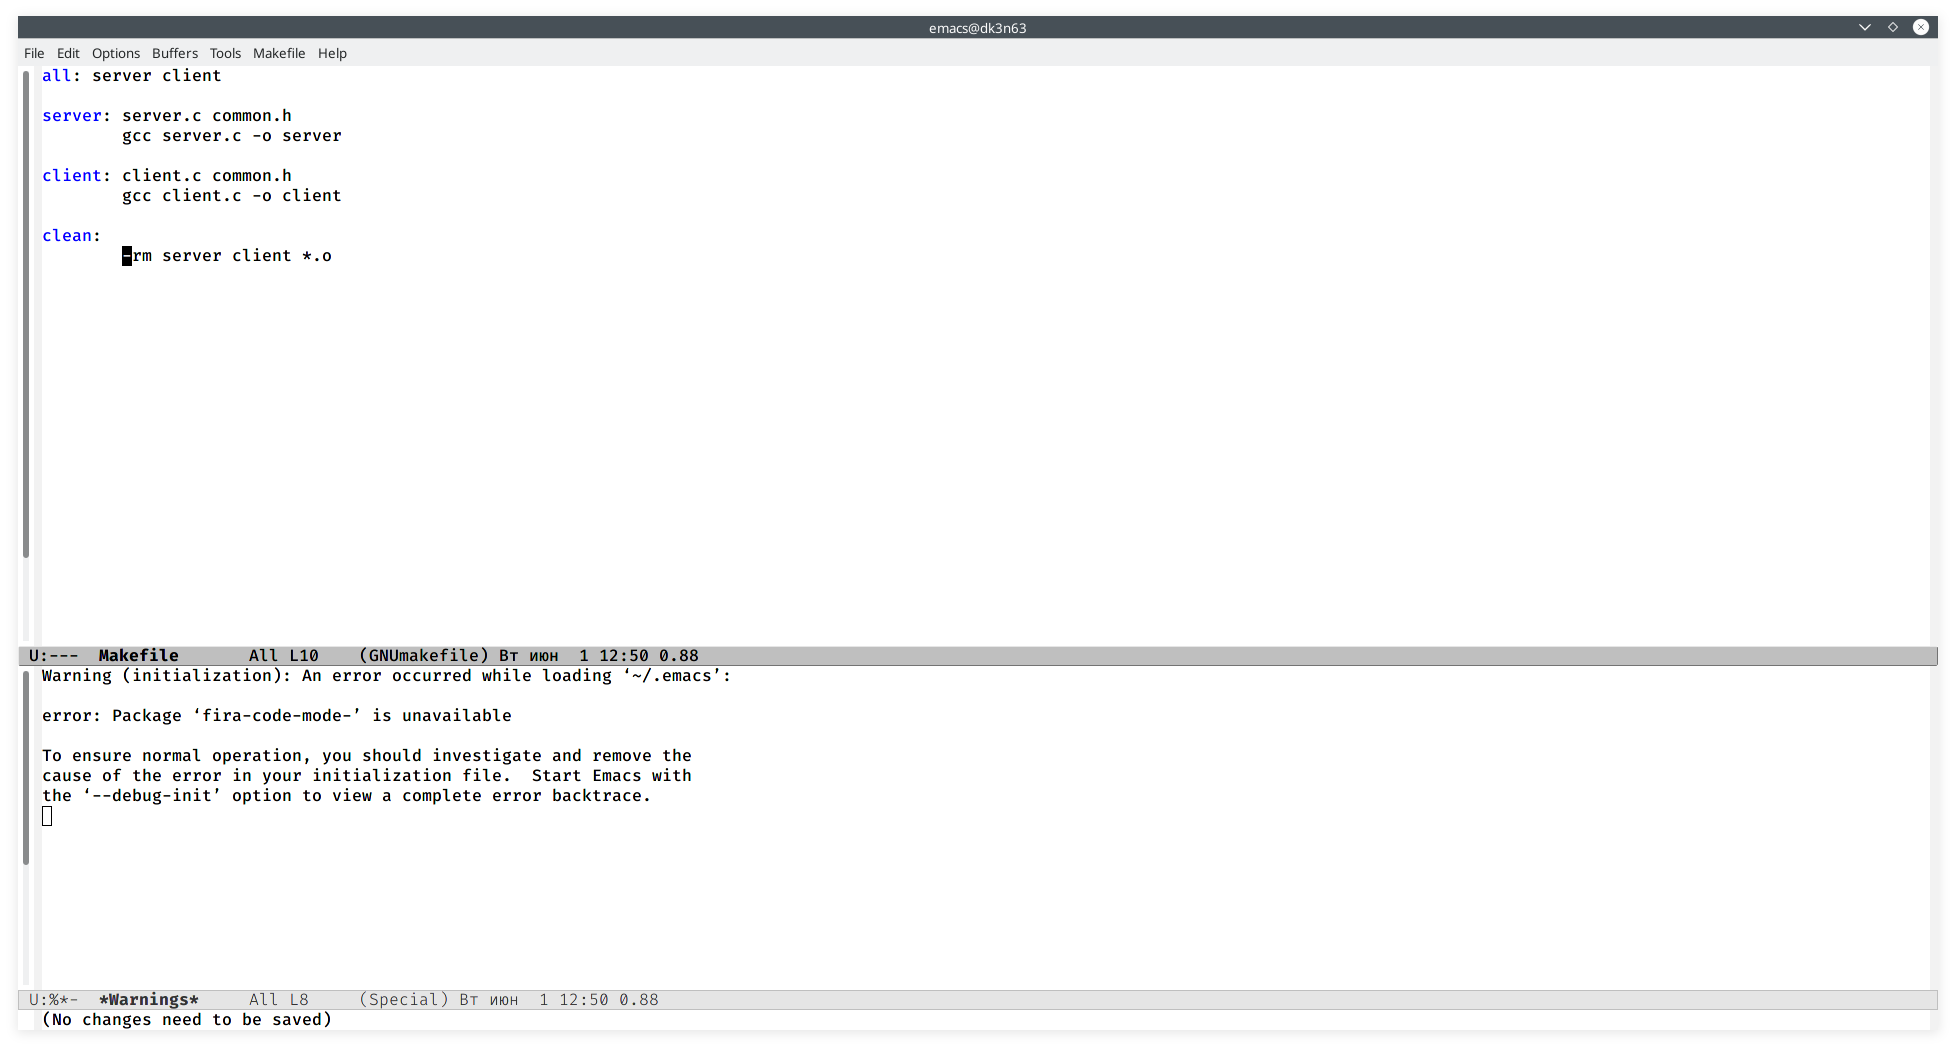 emacs@dk3n63
File Edit Options Buffers Tools Makefile Help
all: server client
server: server.c common.h
gcc server.c -o server
client: client.c common.h
gcc client.c -o client
clean:
-rm server client *.o
U:--- Makefile All L10 (GNUmakefile) Вт июн 1 12:50 0.88
Warning (initialization): An error occurred while loading ‘~/.emacs’:
error: Package ‘fira-code-mode-’ is unavailable
To ensure normal operation, you should investigate and remove the
cause of the error in your initialization file. Start Emacs with
the ‘--debug-init’ option to view a complete error backtrace.
U:%*- *Warnings* All L8 (Special) Вт июн 1 12:50 0.88
(No changes need to be saved)